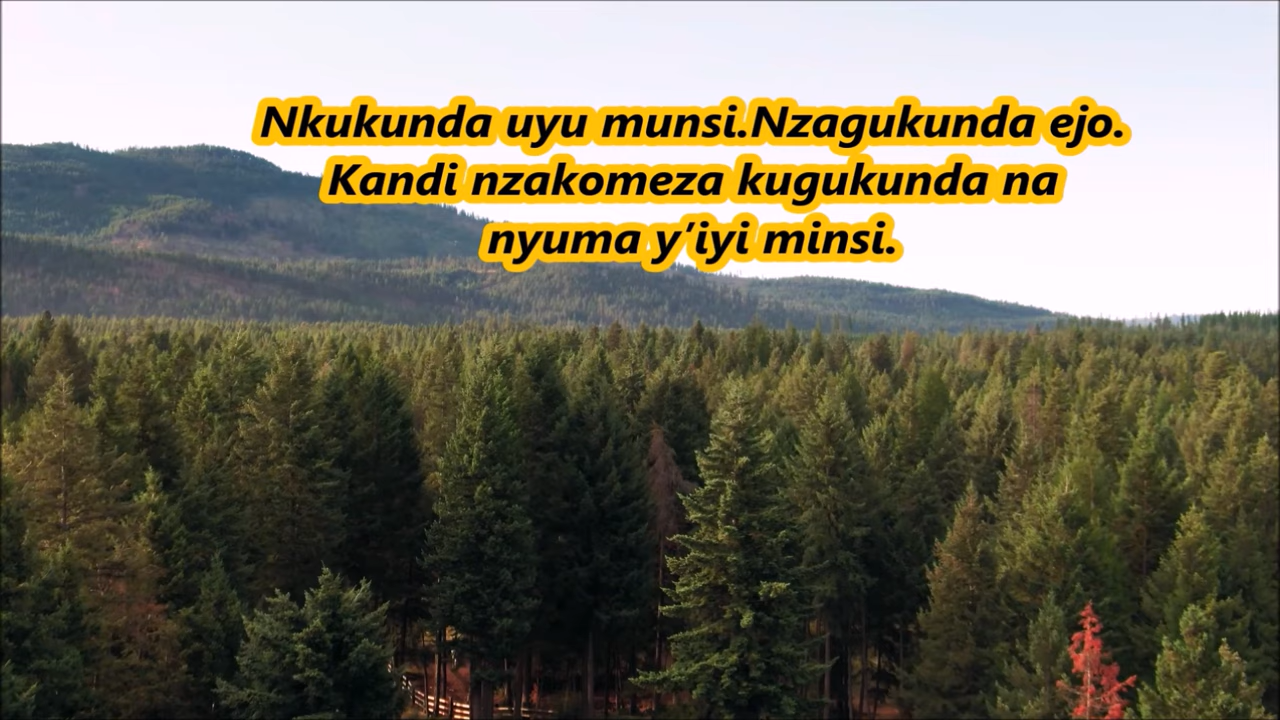 Nkukunda uyu munsi.Nzagukunda ejo.
Kandi nzakomeza kugukunda na
nyuma y’iyi minsi.